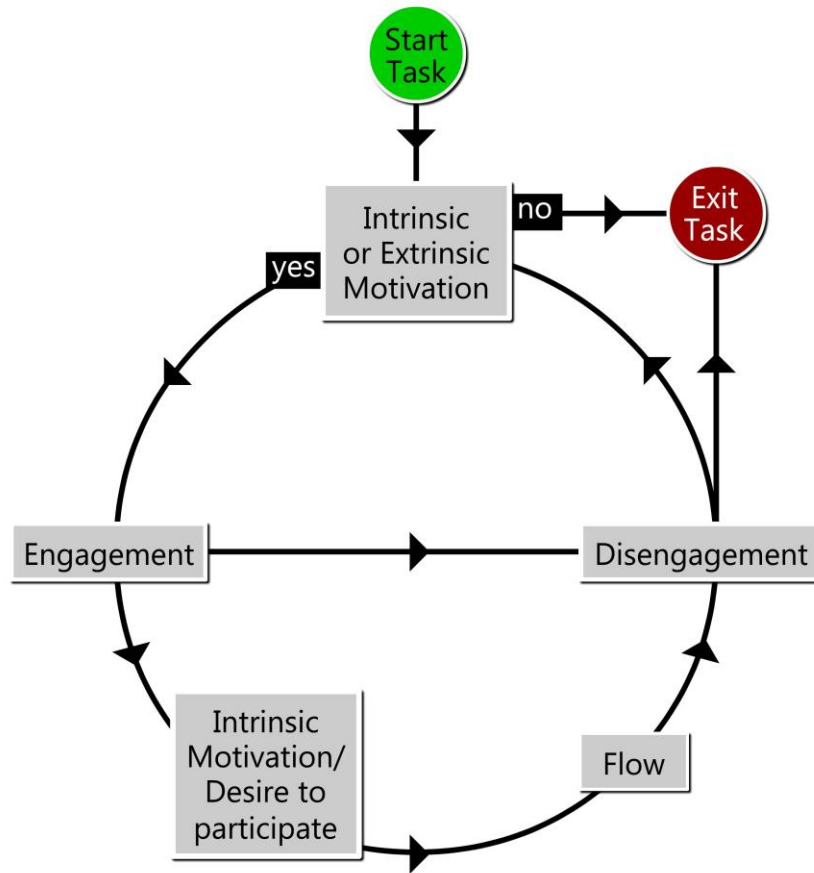 Start
Task
Intrinsic
or Extrinsic
Motivation
no
Exit
Task
yes
Engagement
Disengagement
Intrinsic
Motivation/
Desire to
participate
Flow